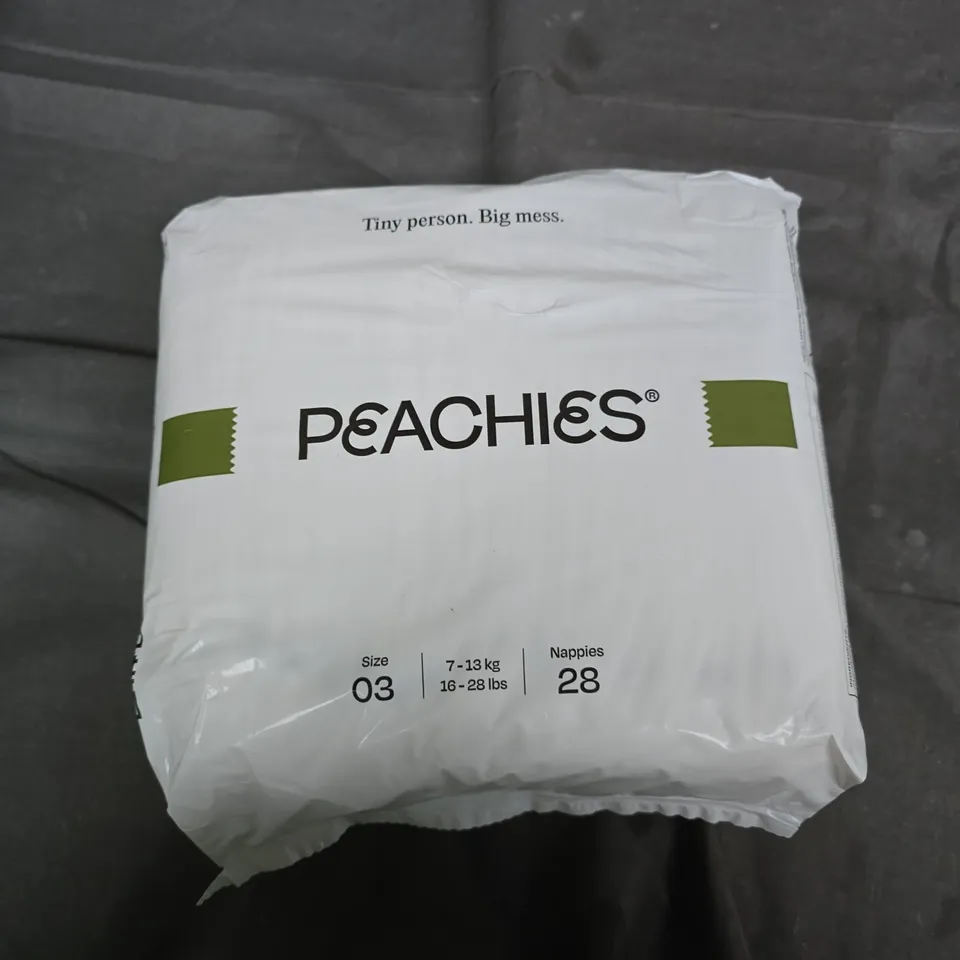 Tiny person. Big mess.
PEACHIES®
Size
03
7-13 kg
16-28 lbs
Nappies
28